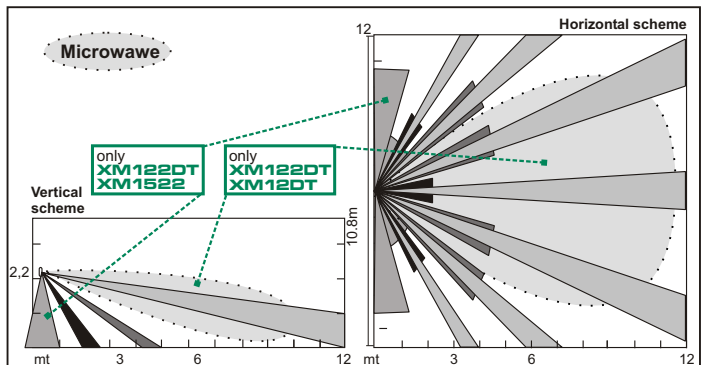 Horizontal scheme
12
Microwawe
only
XM122DT
XM1522
only
XM122DT
XM12DT
Vertical
scheme
10.8m
2,2
mt
3
6
12
mt
3
6
12